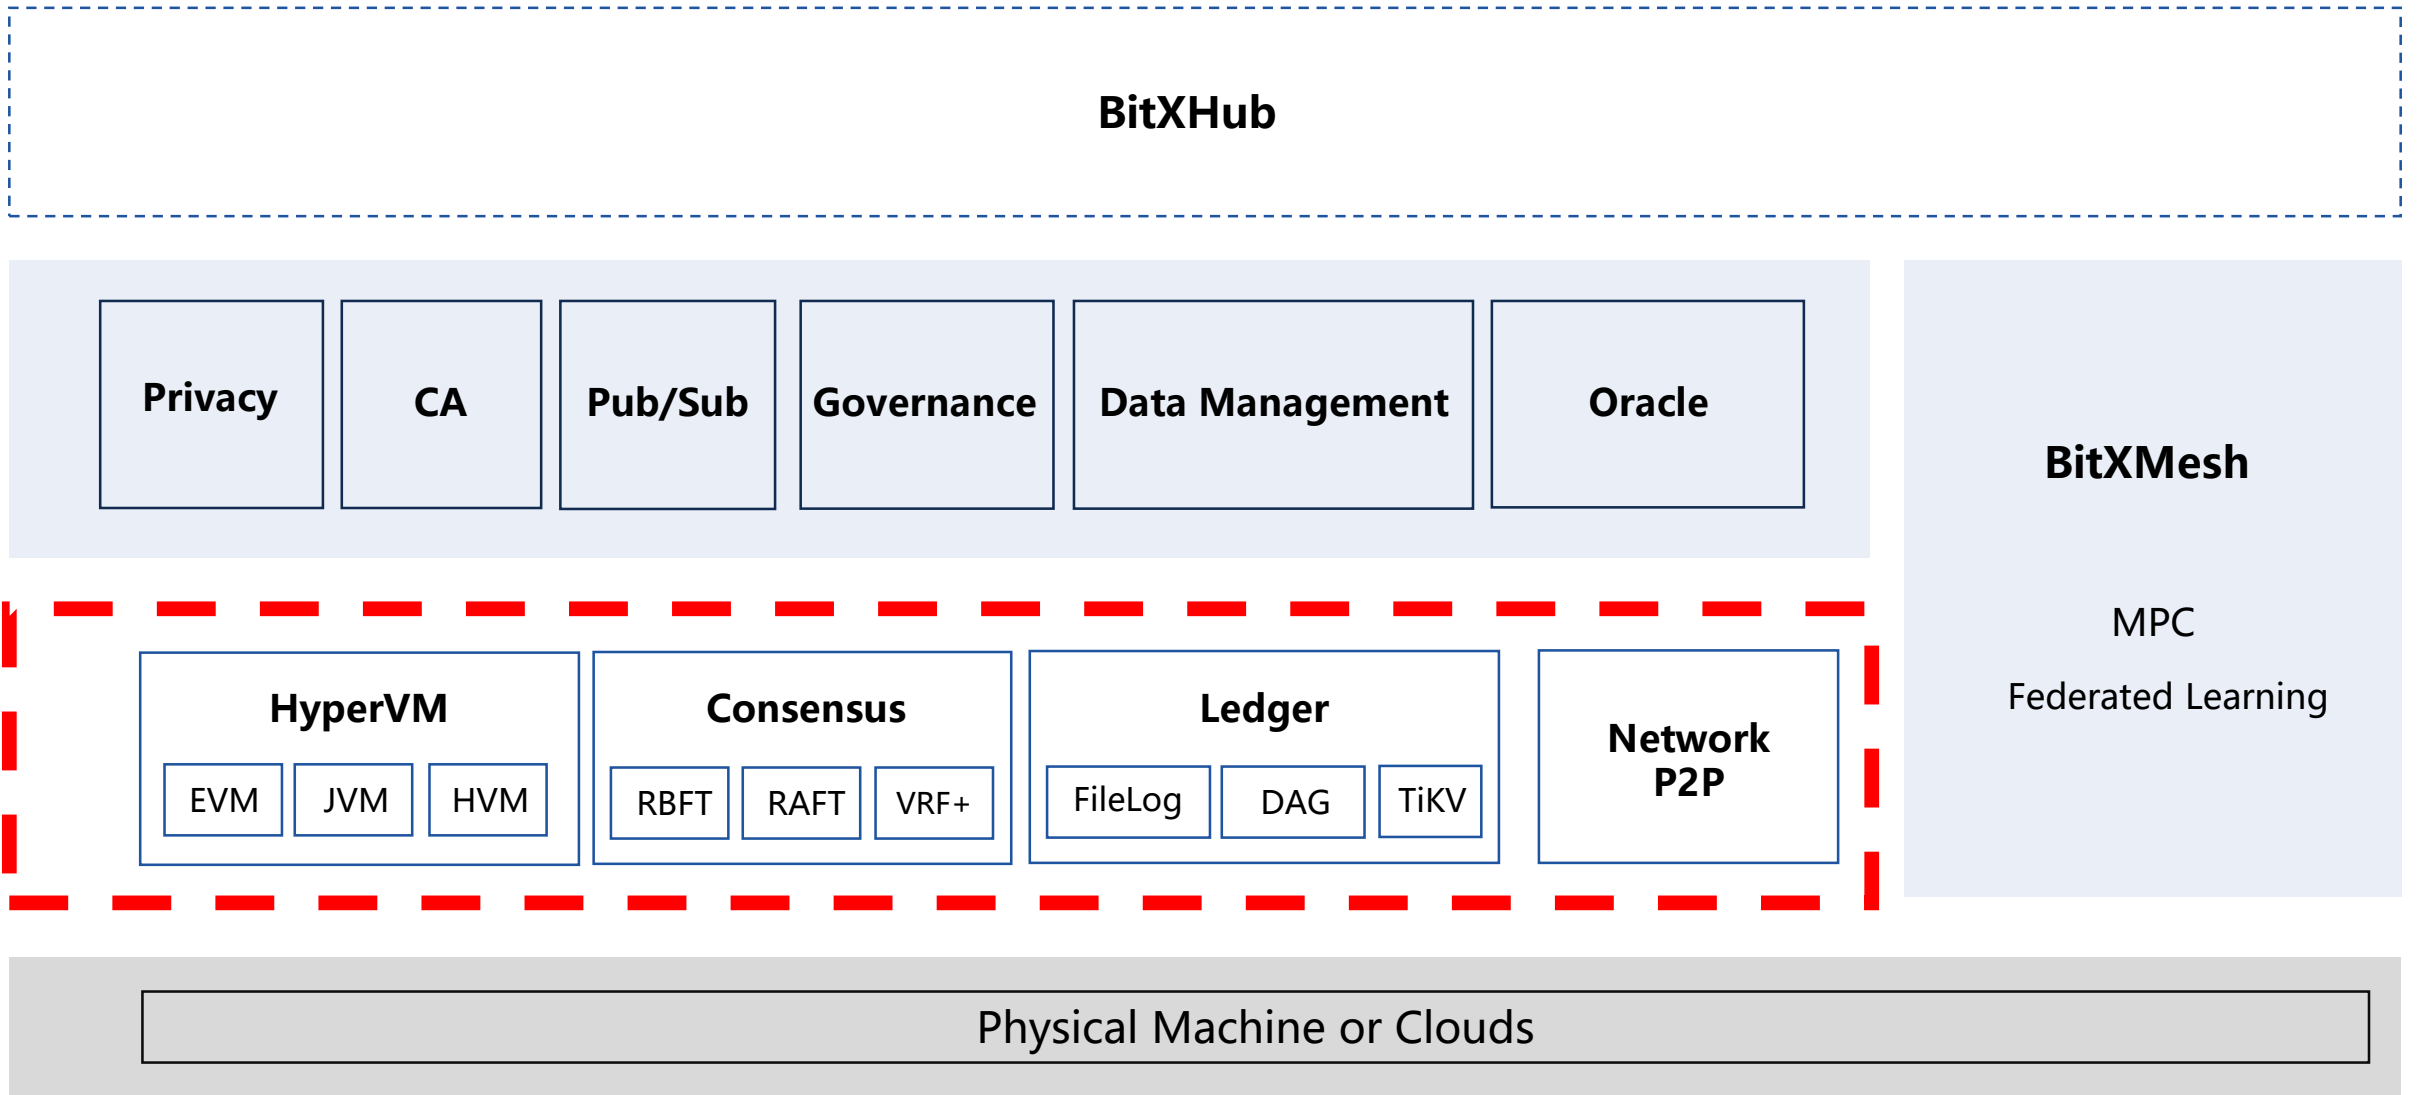 BitXHub
Privacy
CA
Pub/Sub
Governance
Data Management
Oracle
BitXMesh
MPC
Federated Learning
HyperVM
EVM
JVM
HVM
Consensus
RBFT
RAFT
VRF+
Ledger
FileLog
DAG
TiKV
Network
P2P
Physical Machine or Clouds